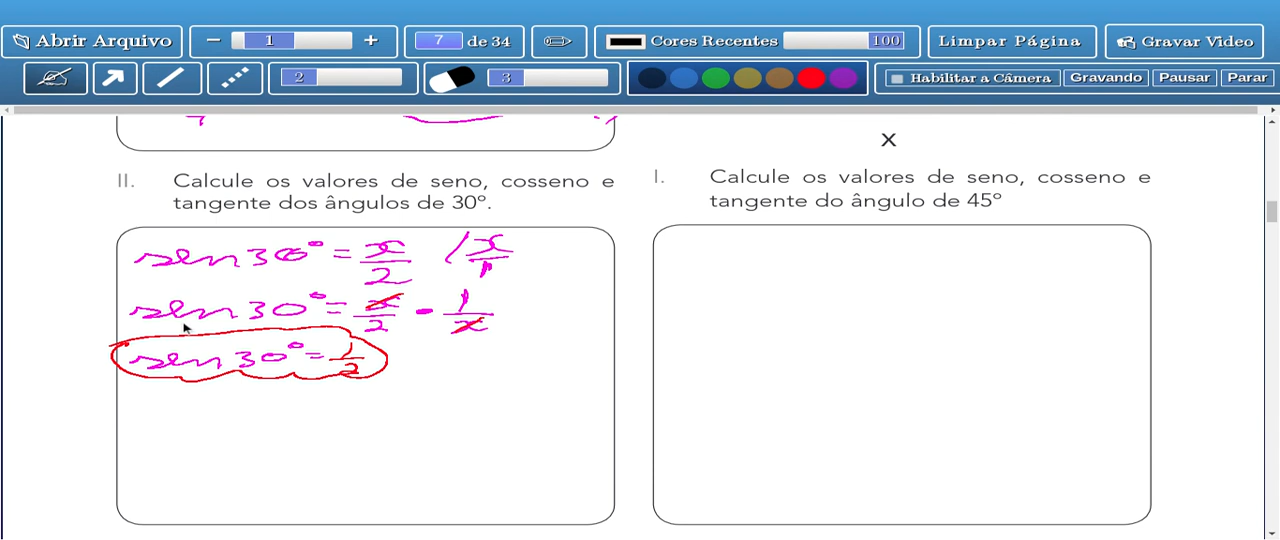 Abrir Arquivo − 1 + 7 de 34 Cores Recentes 100 Limpar Página Gravar Video
2 3 Habilitar a Câmera Gravando Pausar Parar
x
II. Calcule os valores de seno, cosseno e
tangente dos ângulos de 30º.
sen 30° = x/2 / x/1
sen 30° = x/2 · 1/x
sen 30° = 1/2
I. Calcule os valores de seno, cosseno e
tangente do ângulo de 45º